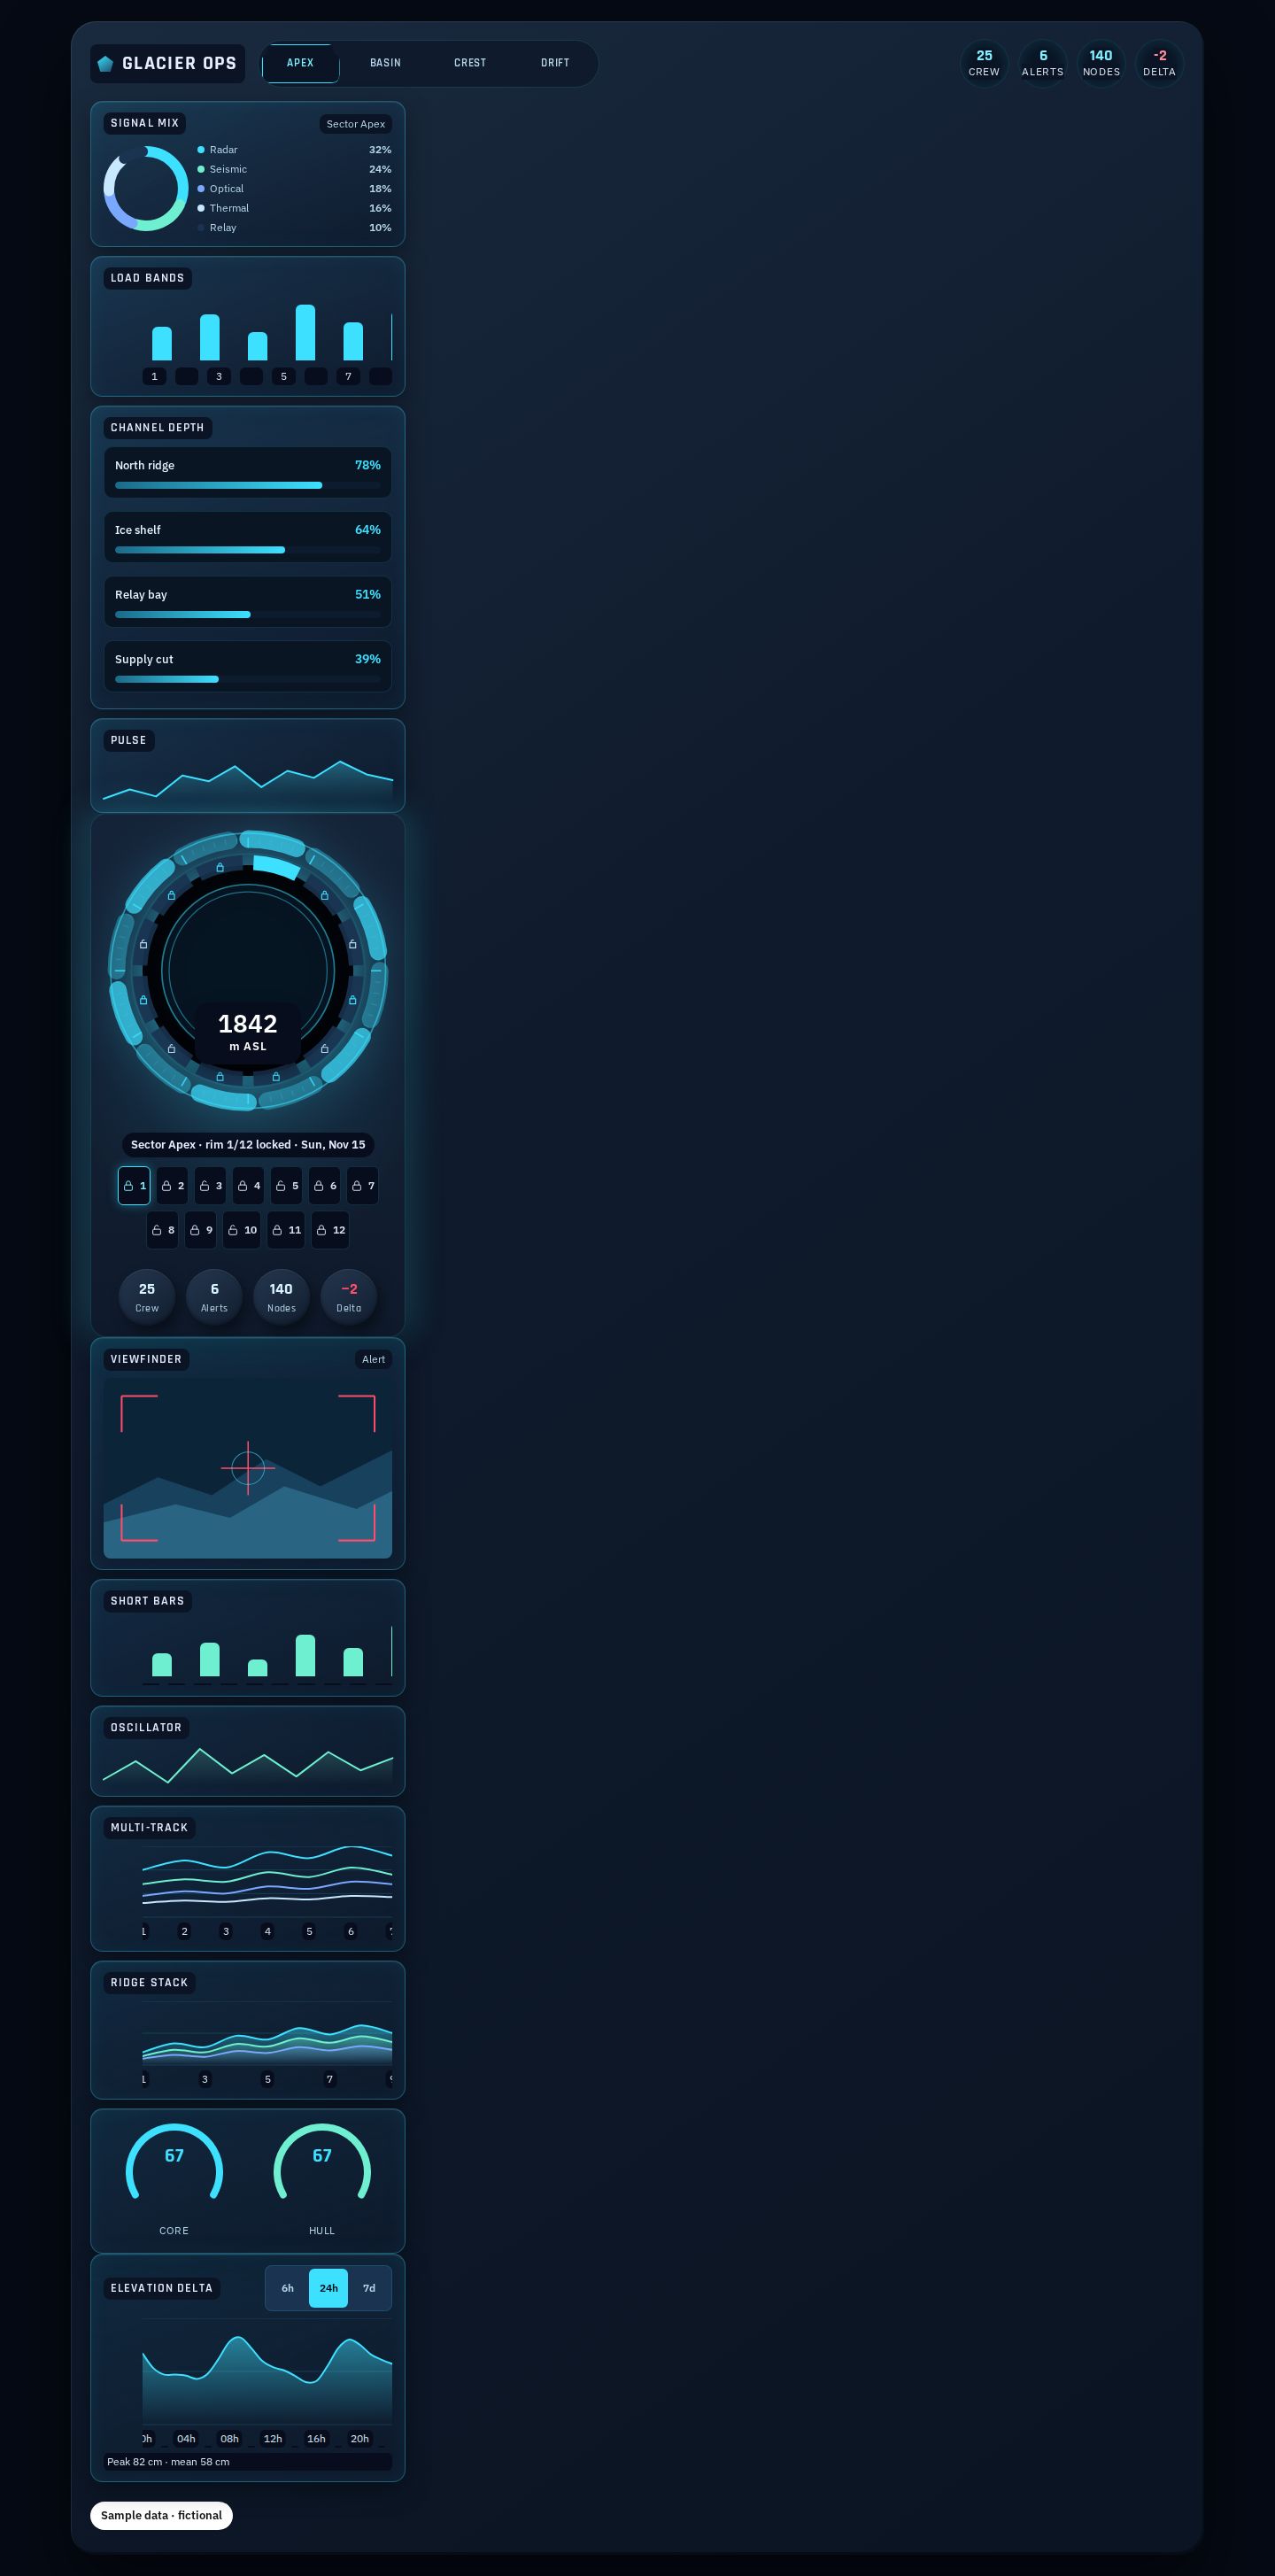 GLACIER OPS
APEX BASIN CREST DRIFT
25 6 140 -2
CREW ALERTS NODES DELTA
SIGNAL MIX Sector Apex
Radar 32%
Seismic 24%
Optical 18%
Thermal 16%
Relay 10%
LOAD BANDS
1 3 5 7
CHANNEL DEPTH
North ridge 78%
Ice shelf 64%
Relay bay 51%
Supply cut 39%
PULSE
1842
m ASL
Sector Apex · rim 1/12 locked · Sun, Nov 15
1 2 3 4 5 6 7
8 9 10 11 12
25 6 140 −2
Crew Alerts Nodes Delta
VIEWFINDER Alert
SHORT BARS
OSCILLATOR
MULTI-TRACK
1 2 3 4 5 6 7
RIDGE STACK
1 3 5 7 9
67 67
CORE HULL
ELEVATION DELTA 6h 24h 7d
0h 04h 08h 12h 16h 20h
Peak 82 cm · mean 58 cm
Sample data · fictional